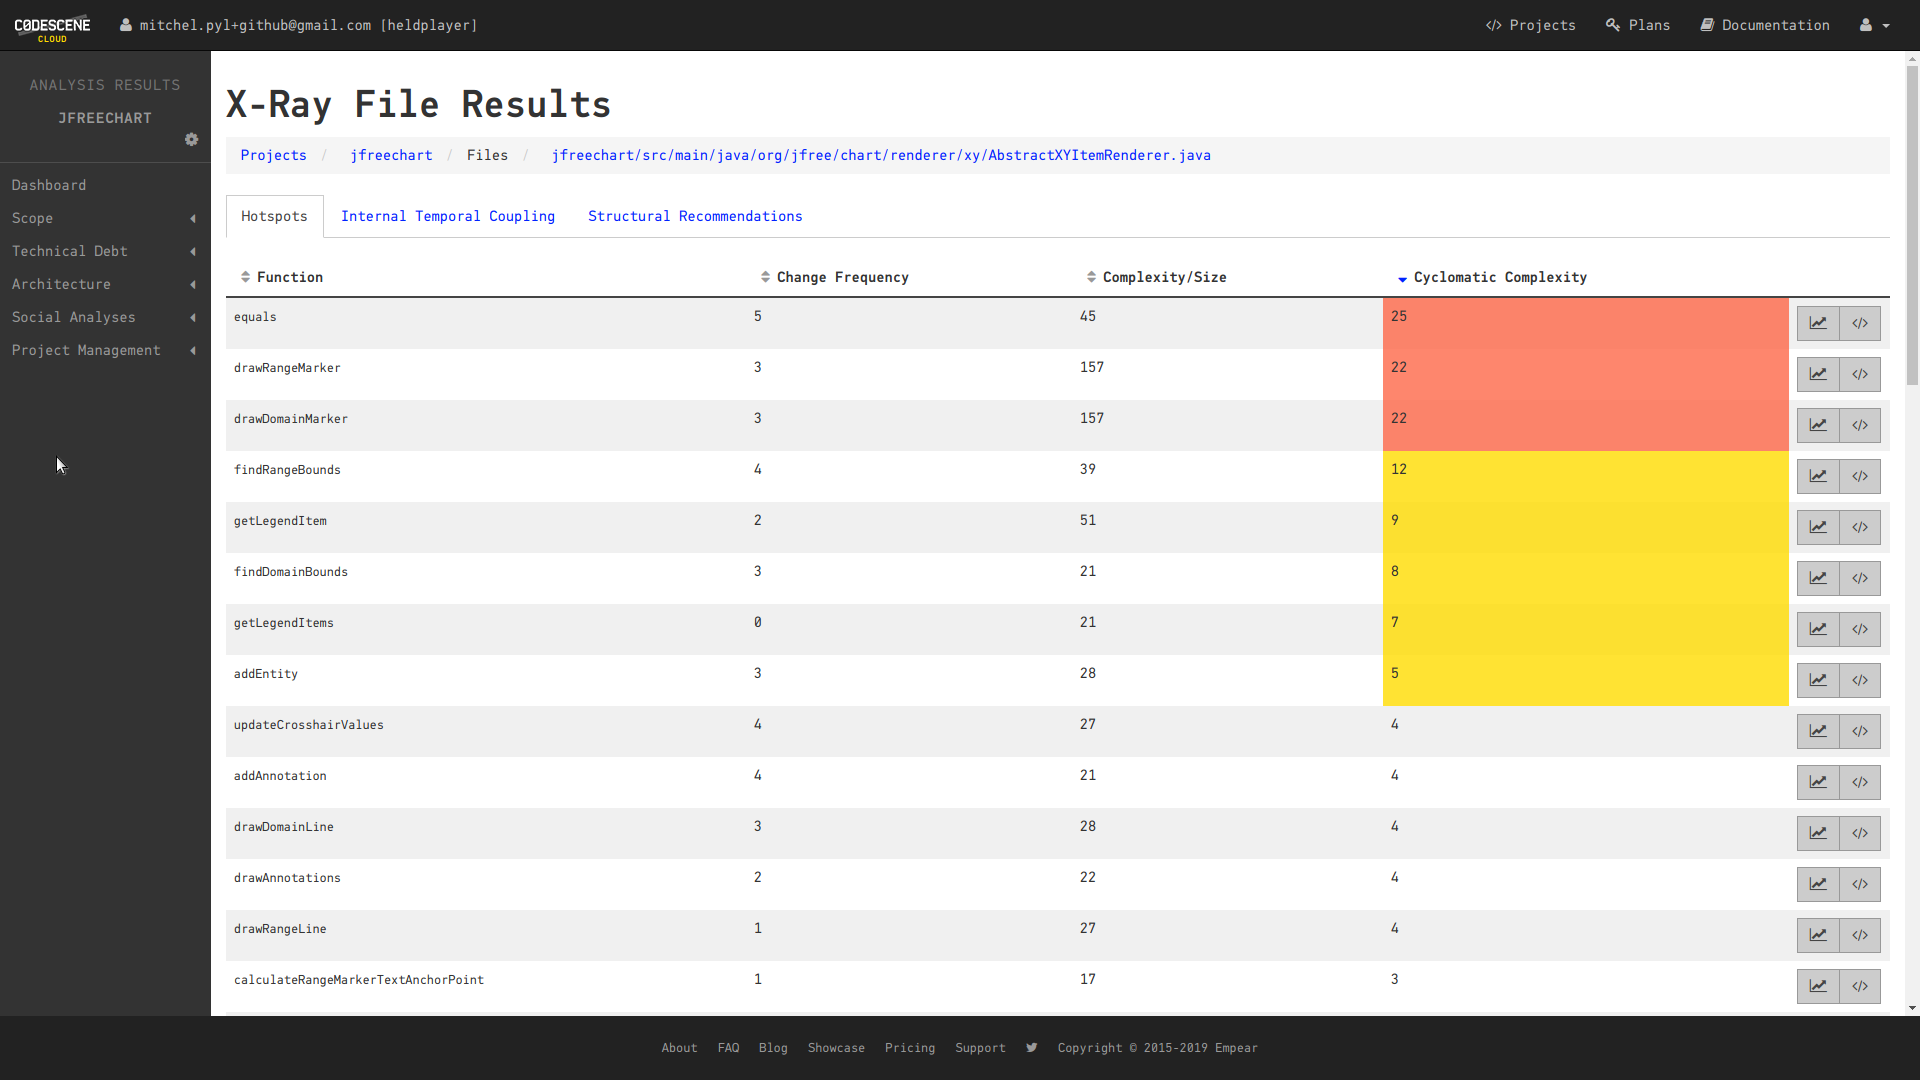 CODESCENE
CLOUD
mitchel.pyl+github@gmail.com [heldplayer]
Projects
Plans
Documentation
ANALYSIS RESULTS
JFREECHART
Dashboard
Scope
Technical Debt
Architecture
Social Analyses
Project Management
X-Ray File Results
Projects / jfreechart / Files / jfreechart/src/main/java/org/jfree/chart/renderer/xy/AbstractXYItemRenderer.java
Hotspots Internal Temporal Coupling Structural Recommendations
Function Change Frequency Complexity/Size Cyclomatic Complexity
equals 5 45 25 </>
drawRangeMarker 3 157 22 </>
drawDomainMarker 3 157 22 </>
findRangeBounds 4 39 12 </>
getLegendItem 2 51 9 </>
findDomainBounds 3 21 8 </>
getLegendItems 0 21 7 </>
addEntity 3 28 5 </>
updateCrosshairValues 4 27 4 </>
addAnnotation 4 21 4 </>
drawDomainLine 3 28 4 </>
drawAnnotations 2 22 4 </>
drawRangeLine 1 27 4 </>
calculateRangeMarkerTextAnchorPoint 1 17 3 </>
About FAQ Blog Showcase Pricing Support Copyright © 2015-2019 Empear